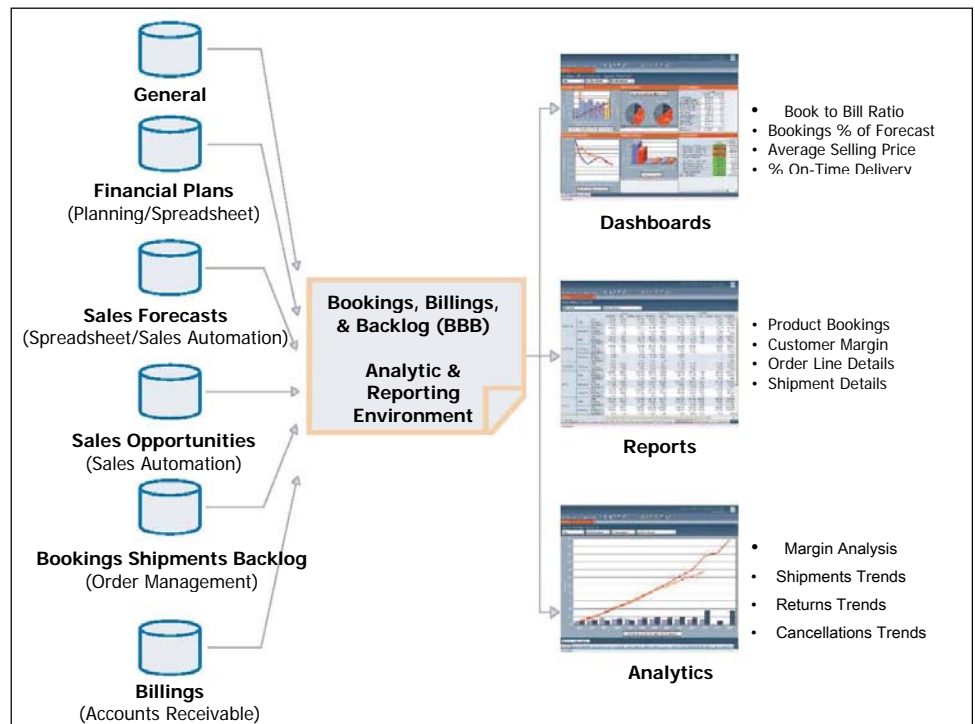 General
Financial Plans
(Planning/Spreadsheet)
Sales Forecasts
(Spreadsheet/Sales Automation)
Sales Opportunities
(Sales Automation)
Bookings Shipments Backlog
(Order Management)
Billings
(Accounts Receivable)
Bookings, Billings,
& Backlog (BBB)
Analytic &
Reporting
Environment
Dashboards
• Book to Bill Ratio
• Bookings % of Forecast
• Average Selling Price
• % On-Time Delivery
Reports
• Product Bookings
• Customer Margin
• Order Line Details
• Shipment Details
Analytics
• Margin Analysis
• Shipments Trends
• Returns Trends
• Cancellations Trends